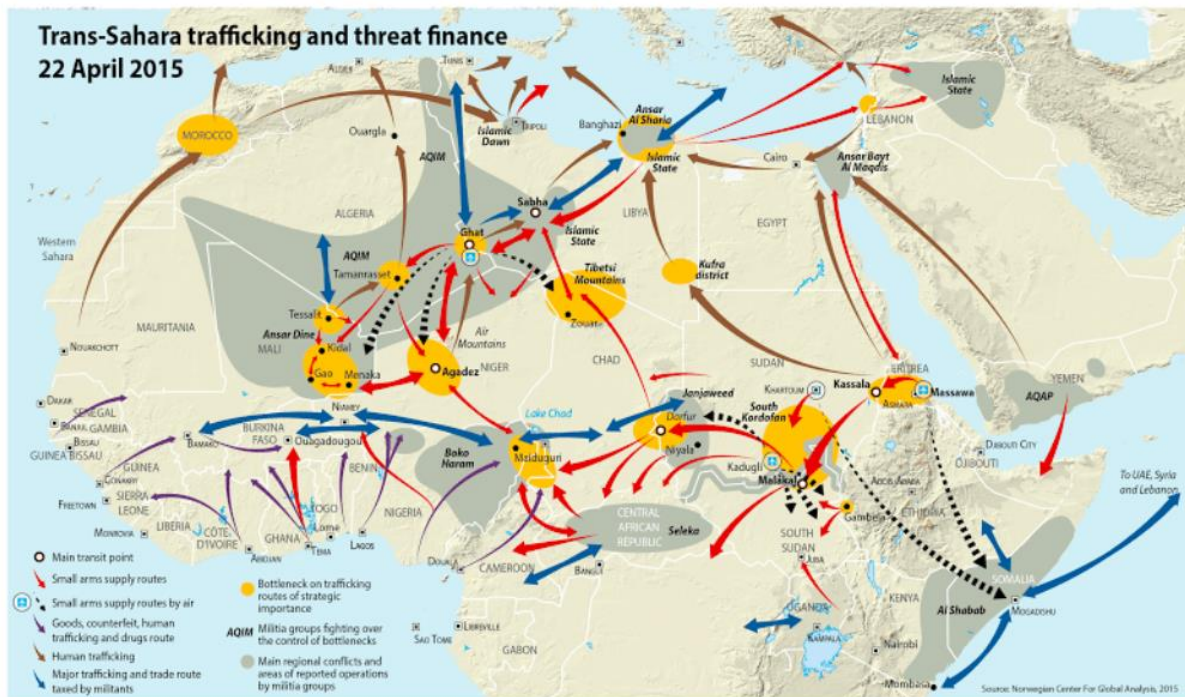 Trans-Sahara trafficking and threat finance
22 April 2015
ALGER
TUNIS
MOROCCO
Ouargla
Islamic
Dawn
TRIPOLI
Banghazi
Ansar
Al Sharia
Islamic
State
LEBANON
Islamic
State
Cairo
Ansar Bayt
Al Maqdis
AQIM
ALGERIA
Sabha
LIBYA
EGYPT
Western
Sahara
Ghat
Islamic
State
AQIM
Tamanrasset
Tibetsi
Mountains
Kufra
district
Zouar
Tessalit
MAURITANIA
Ansar Dine
MALI
Kidal
Gao
Menaka
Air
Mountains
NIGER
Agadez
CHAD
SUDAN
NOUAKCHOTT
KHARTOUM
Kassala
ERITREA
ASMARA
Massawa
YEMEN
AQAP
DAKAR
SENEGAL
GAMBIA
BANJUL
BISSAU
GUINEA BISSAU
BAMAKO
BURKINA
FASO
Ouagadougou
NIAMEY
Lake Chad
Janjaweed
Darfur
Niyala
South
Kordofan
Kadugli
Malakal
DJIBOUTI CITY
DJIBOUTI
Boko
Haram
Maiduguri
GUINEA
CONAKRY
FREETOWN
SIERRA
LEONE
MONROVIA
LIBERIA
CÔTE
D'IVOIRE
ABIDJAN
GHANA
TEMA
TOGO
Lome
BENIN
LAGOS
NIGERIA
CENTRAL
AFRICAN
REPUBLIC
Seleka
SOUTH
SUDAN
JUBA
Gambela
ADDIS ABABA
ETHIOPIA
To UAE, Syria
and Lebanon
DOUALA
CAMEROON
BANGUI
SOMALIA
MOGADISHU
Al Shabab
UGANDA
KAMPALA
KENYA
Nairobi
Mombasa
SAO TOME
LIBREVILLE
GABON
Main transit point
Small arms supply routes
Small arms supply routes by air
Goods, counterfeit, human
trafficking and drugs route
Human trafficking
Major trafficking and trade route
taxed by militants
Bottleneck on trafficking
routes of strategic
importance
AQIM Militia groups fighting over
the control of bottlenecks
Main regional conflicts and
areas of reported operations
by militia groups
Source: Norwegian Center For Global Analysis, 2015